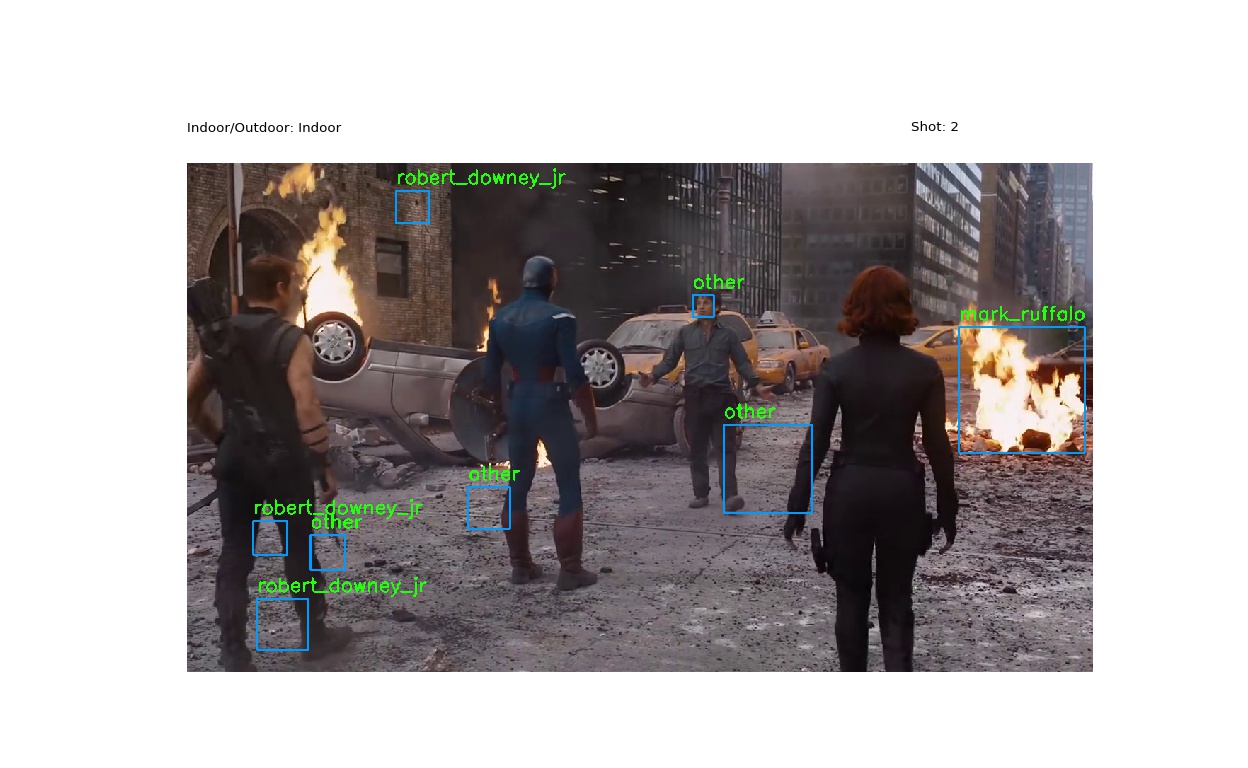 Indoor/Outdoor: Indoor
Shot: 2
robert_downey_jr
other
mark_ruffalo
other
other
robert_downey_jr
other
robert_downey_jr